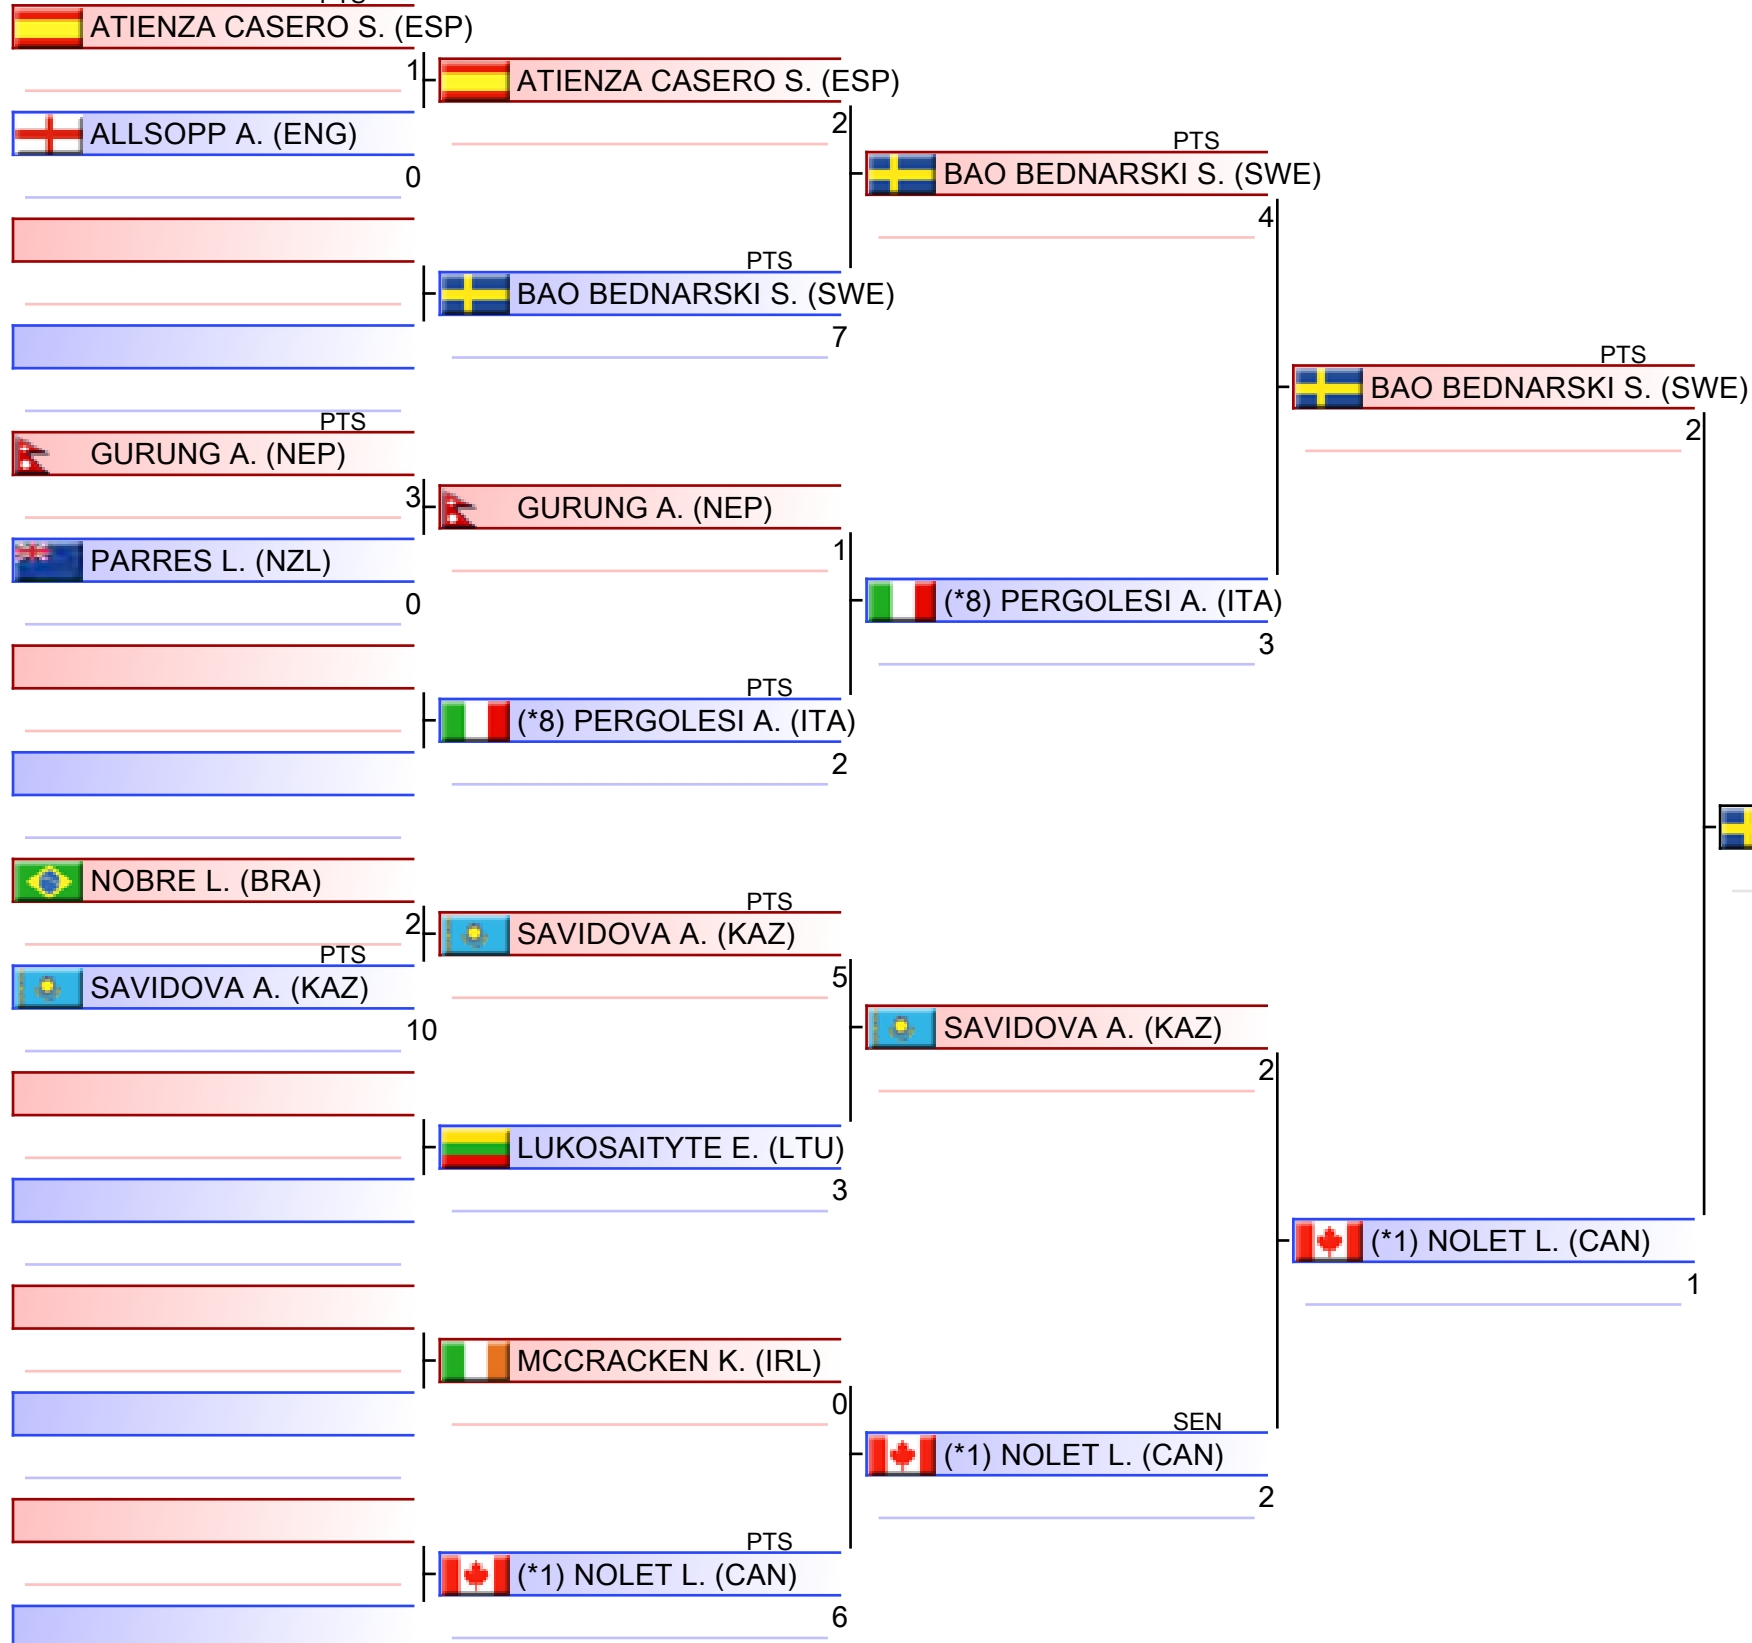 PTS
ATIENZA CASERO S. (ESP)
1
ALLSOPP A. (ENG)
0
PTS
GURUNG A. (NEP)
3
PARRES L. (NZL)
0
NOBRE L. (BRA)
2
PTS
SAVIDOVA A. (KAZ)
10
ATIENZA CASERO S. (ESP)
2
PTS
BAO BEDNARSKI S. (SWE)
7
GURUNG A. (NEP)
1
PTS
(*8) PERGOLESI A. (ITA)
2
PTS
SAVIDOVA A. (KAZ)
5
LUKOSAITYTE E. (LTU)
3
MCCRACKEN K. (IRL)
0
PTS
(*1) NOLET L. (CAN)
6
PTS
BAO BEDNARSKI S. (SWE)
4
(*8) PERGOLESI A. (ITA)
3
SAVIDOVA A. (KAZ)
2
SEN
(*1) NOLET L. (CAN)
2
PTS
BAO BEDNARSKI S. (SWE)
2
(*1) NOLET L. (CAN)
1